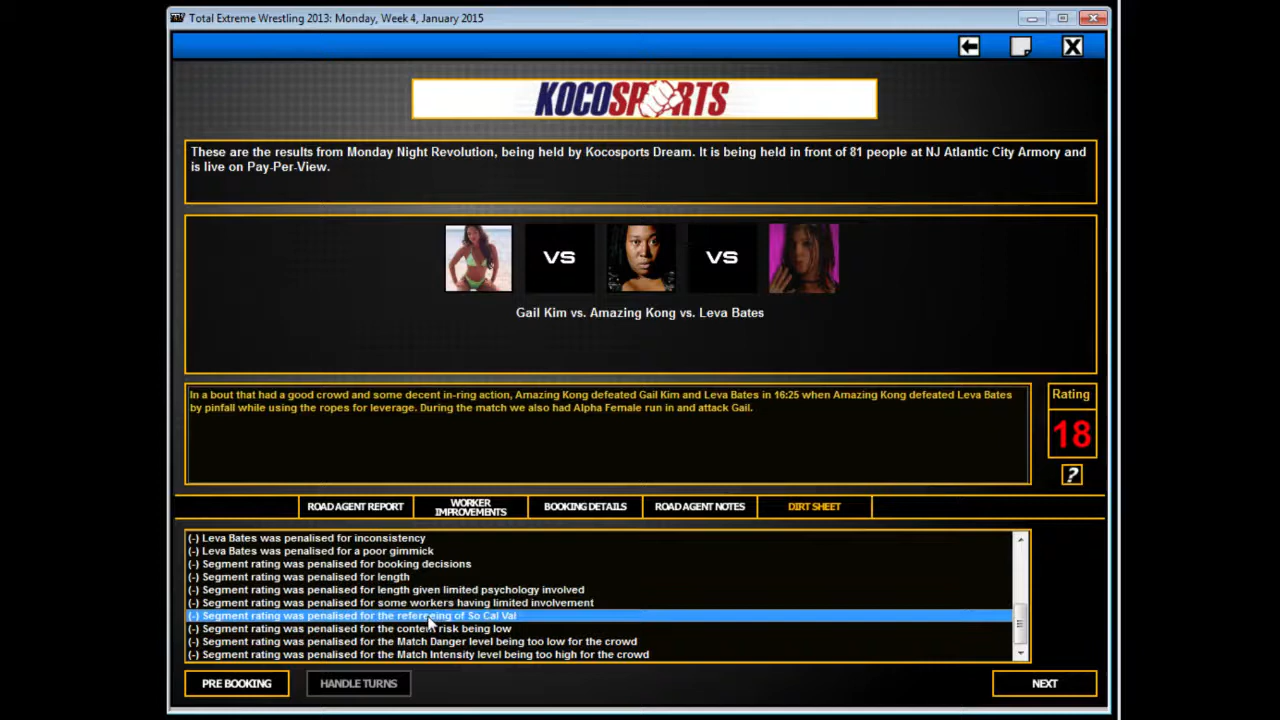 Total Extreme Wrestling 2013: Monday, Week 4, January 2015
KOCOSPORTS
These are the results from Monday Night Revolution, being held by Kocosports Dream. It is being held in front of 81 people at NJ Atlantic City Armory and
is live on Pay-Per-View.
VS VS
Gail Kim vs. Amazing Kong vs. Leva Bates
In a bout that had a good crowd and some decent in-ring action, Amazing Kong defeated Gail Kim and Leva Bates in 16:25 when Amazing Kong defeated Leva Bates
by pinfall while using the ropes for leverage. During the match we also had Alpha Female run in and attack Gail.
Rating
18
?
ROAD AGENT REPORT
WORKER
IMPROVEMENTS
BOOKING DETAILS
ROAD AGENT NOTES
DIRT SHEET
(-) Leva Bates was penalised for inconsistency
(-) Leva Bates was penalised for a poor gimmick
(-) Segment rating was penalised for booking decisions
(-) Segment rating was penalised for length
(-) Segment rating was penalised for length given limited psychology involved
(-) Segment rating was penalised for some workers having limited involvement
(-) Segment rating was penalised for the refereeing of So Cal Val
(-) Segment rating was penalised for the content risk being low
(-) Segment rating was penalised for the Match Danger level being too low for the crowd
(-) Segment rating was penalised for the Match Intensity level being too high for the crowd
PRE BOOKING
HANDLE TURNS
NEXT